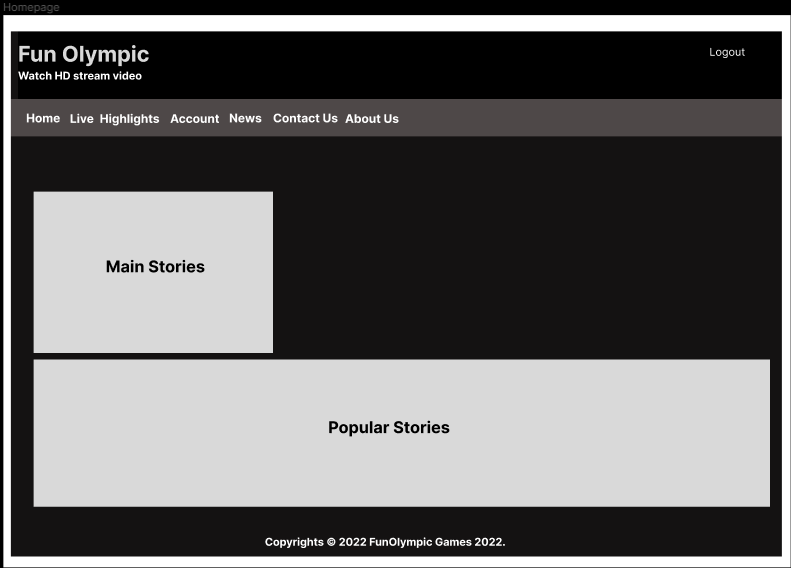 Homepage
Fun Olympic
Logout
Watch HD stream video
Home Live Highlights Account News Contact Us About Us
Main Stories
Popular Stories
Copyrights © 2022 FunOlympic Games 2022.